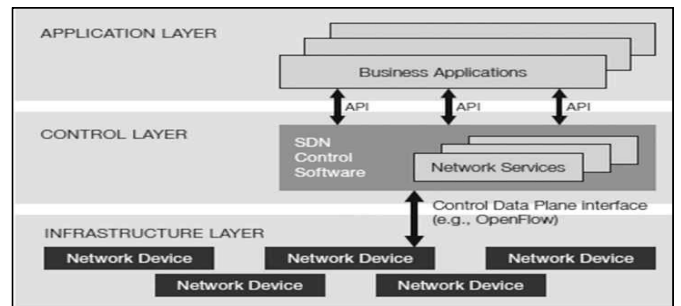 APPLICATION LAYER
Business Applications
API
API
API
CONTROL LAYER
SDN
Control
Software
Network Services
Control Data Plane interface
(e.g., OpenFlow)
INFRASTRUCTURE LAYER
Network Device
Network Device
Network Device
Network Device
Network Device